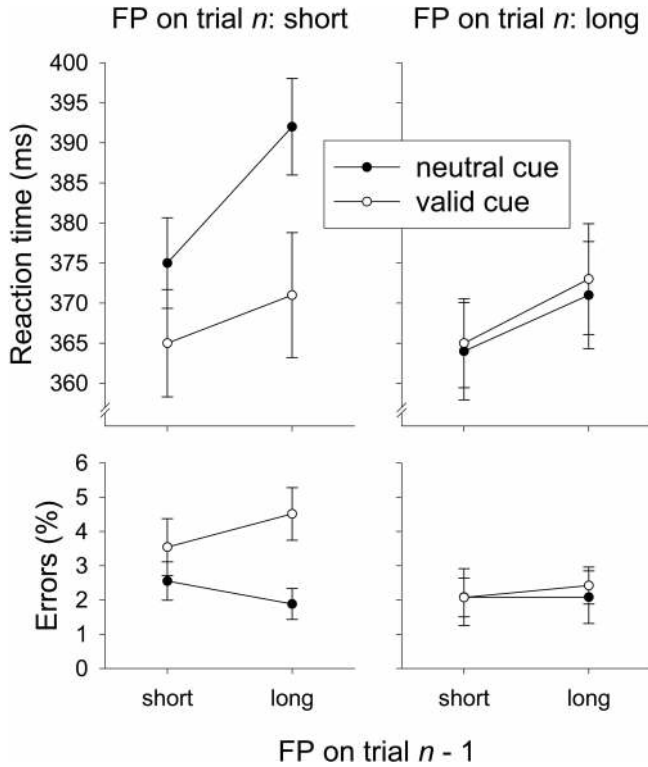 FP on trial n: short
FP on trial n: long
Reaction time (ms)
400
395
390
385
380
375
370
365
360
neutral cue
valid cue
Errors (%)
6
5
4
3
2
1
0
short
long
short
long
FP on trial n - 1